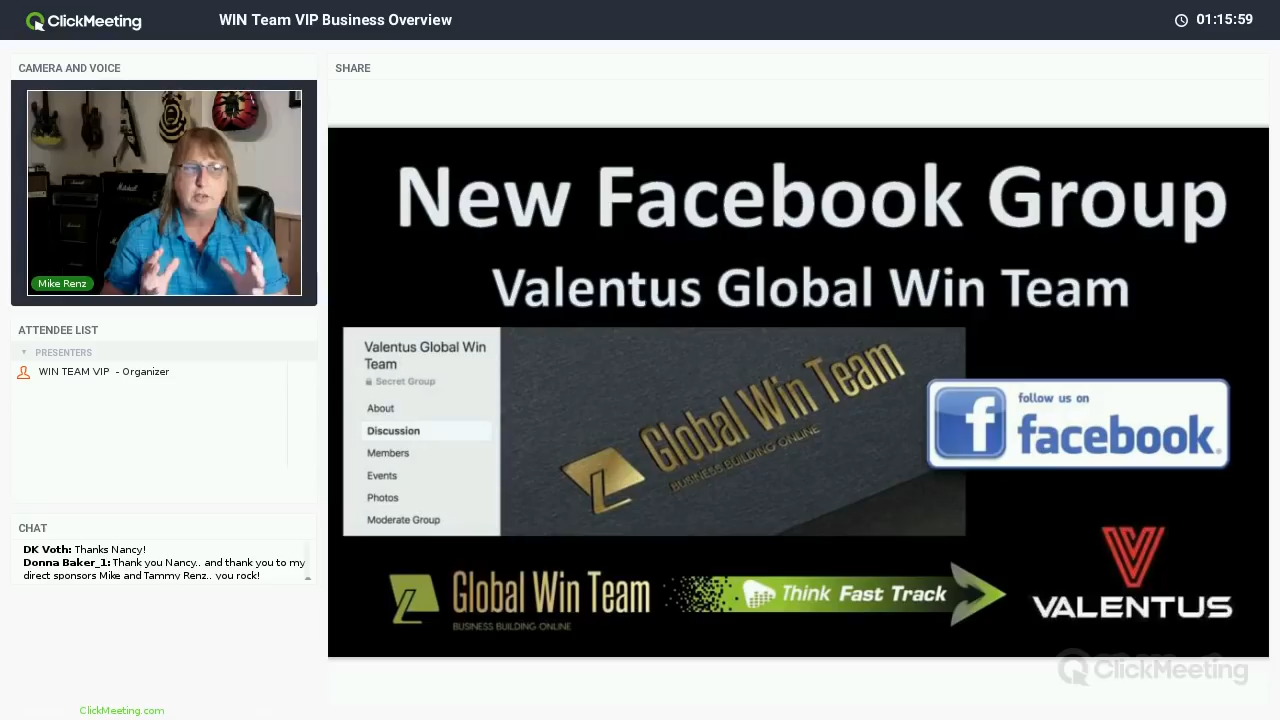 ClickMeeting
WIN Team VIP Business Overview
01:15:59
CAMERA AND VOICE
Marshall
Mike Renz
ATTENDEE LIST
PRESENTERS
WIN TEAM VIP - Organizer
CHAT
DK Voth: Thanks Nancy!
Donna Baker_1: Thank you Nancy.. and thank you to my
direct sponsors Mike and Tammy Renz.. you rock!
ClickMeeting.com
SHARE
New Facebook Group
Valentus Global Win Team
Valentus Global Win
Team
Secret Group
About
Discussion
Members
Events
Photos
Moderate Group
Global Win Team
BUSINESS BUILDING ONLINE
follow us on
facebook.
Global Win Team
BUSINESS BUILDING ONLINE
Think Fast Track
VALENTUS
ClickMeeting